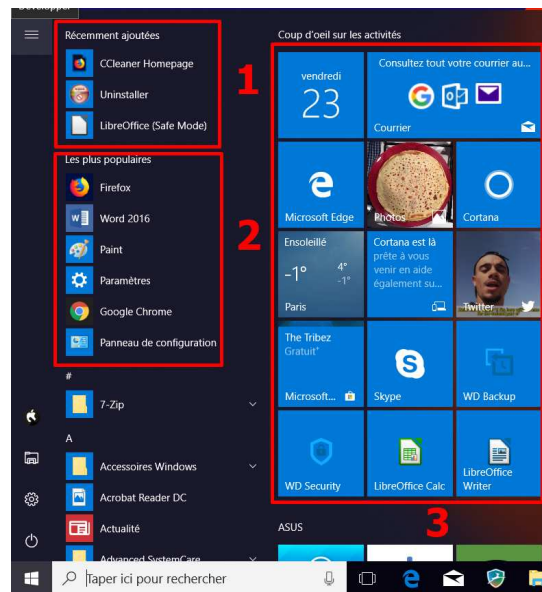 Développer
Récemment ajoutées
CCleaner Homepage
Uninstaller
LibreOffice (Safe Mode)
1
Les plus populaires
Firefox
Word 2016
Paint
Paramètres
Google Chrome
Panneau de configuration
2
#
7-Zip
A
Accessoires Windows
Acrobat Reader DC
Actualité
Advanced SystemCare
Coup d'oeil sur les activités
vendredi
23
Consultez tout votre courrier au...
Courrier
Microsoft Edge
Photos
Cortana
Ensoleillé
-1° 4°
-1°
Paris
Cortana est là
prête à vous
venir en aide
également su...
Twitter
The Tribez
Gratuit*
Microsoft...
Skype
WD Backup
WD Security
LibreOffice Calc
LibreOffice
Writer
3
ASUS
Taper ici pour rechercher